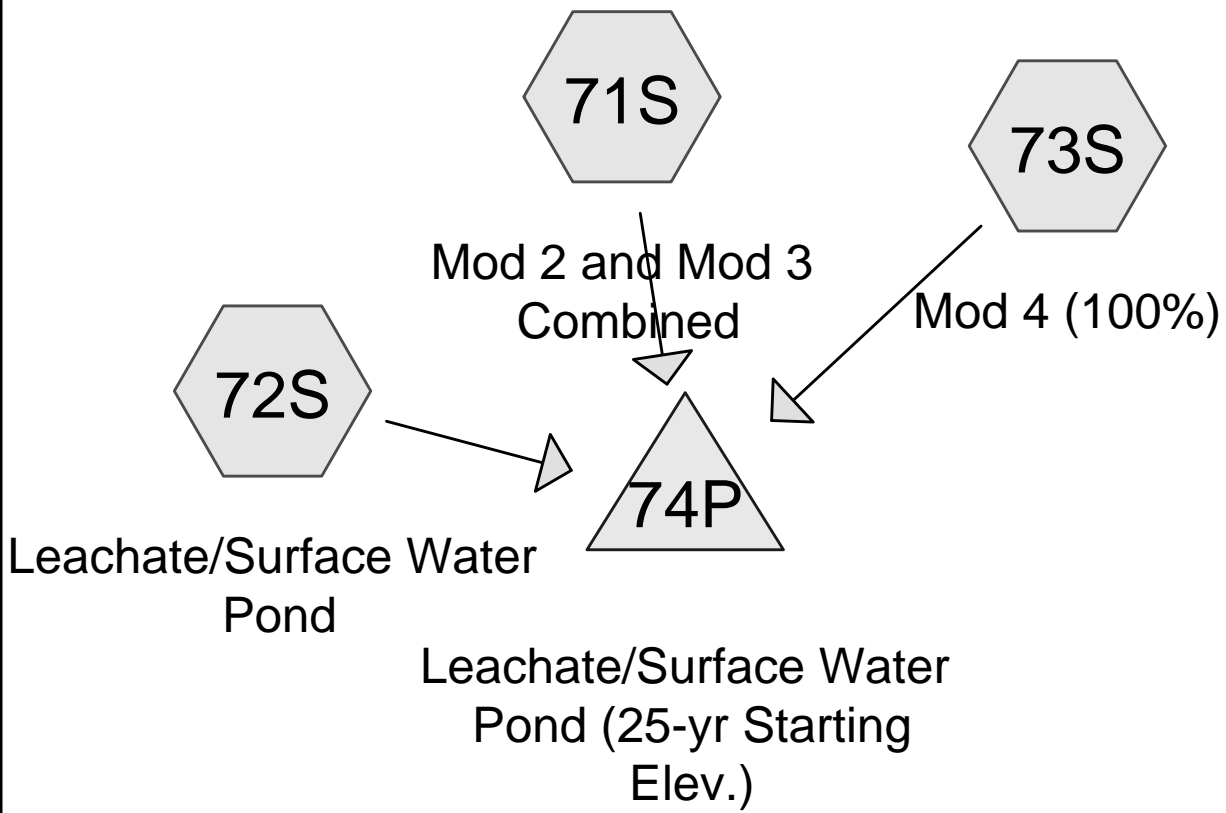 71S
73S
Mod 2 and Mod 3
Combined
Mod 4 (100%)
72S
74P
Leachate/Surface Water
Pond
Leachate/Surface Water
Pond (25-yr Starting
Elev.)